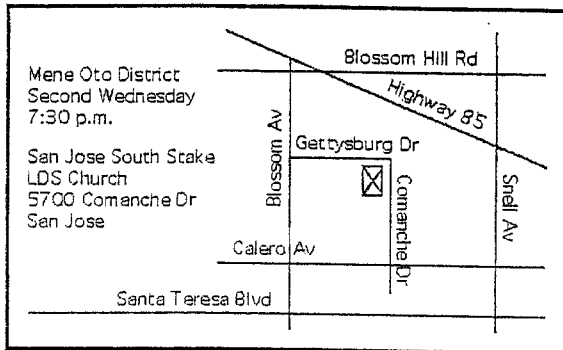 Mene Oto District
Second Wednesday
7:30 p.m.
San Jose South Stake
LDS Church
5700 Comanche Dr
San Jose
Blossom Hill Rd
Highway 85
Blossom Av
Gettysburg Dr
Comanche Dr
Snell Av
Calero Av
Santa Teresa Blvd